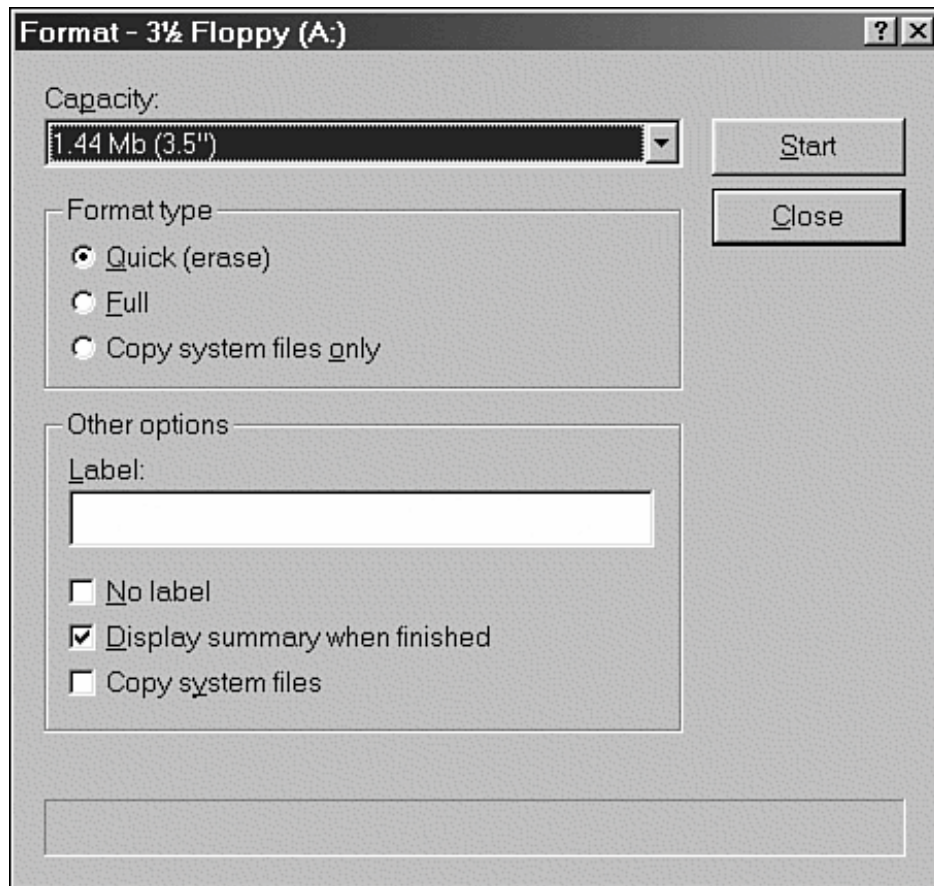 Format - 3½ Floppy (A:)
Capacity:
1.44 Mb (3.5")
Start
Close
Format type
Quick (erase)
Full
Copy system files only
Other options
Label:
No label
Display summary when finished
Copy system files